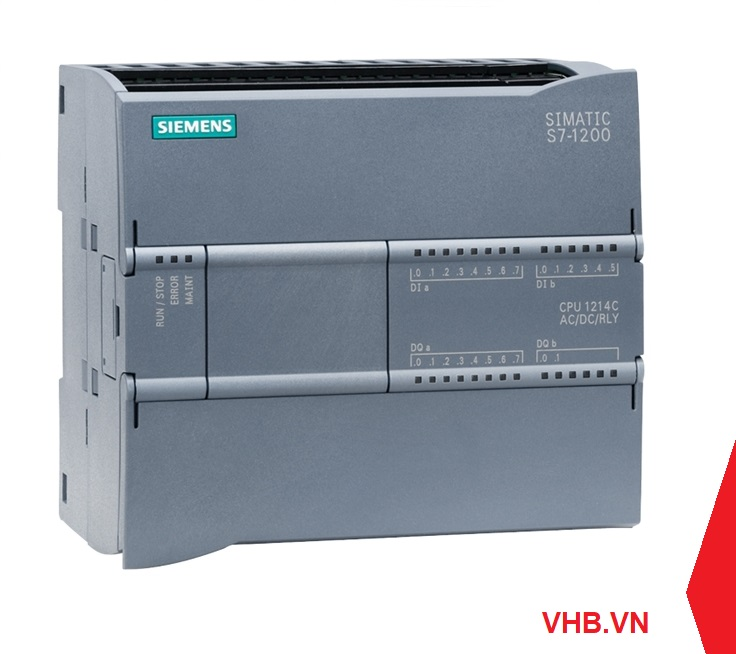 SIEMENS
SIMATIC
S7-1200
RUN / STOP
ERROR
MAINT
.0 .1 .2 .3 .4 .5 .6 .7
DI a
.0 .1 .2 .3 .4 .5
DI b
CPU 1214C
AC/DC/RLY
DQ a
.0 .1 .2 .3 .4 .5 .6 .7
DQ b
.0 .1
VHB.VN